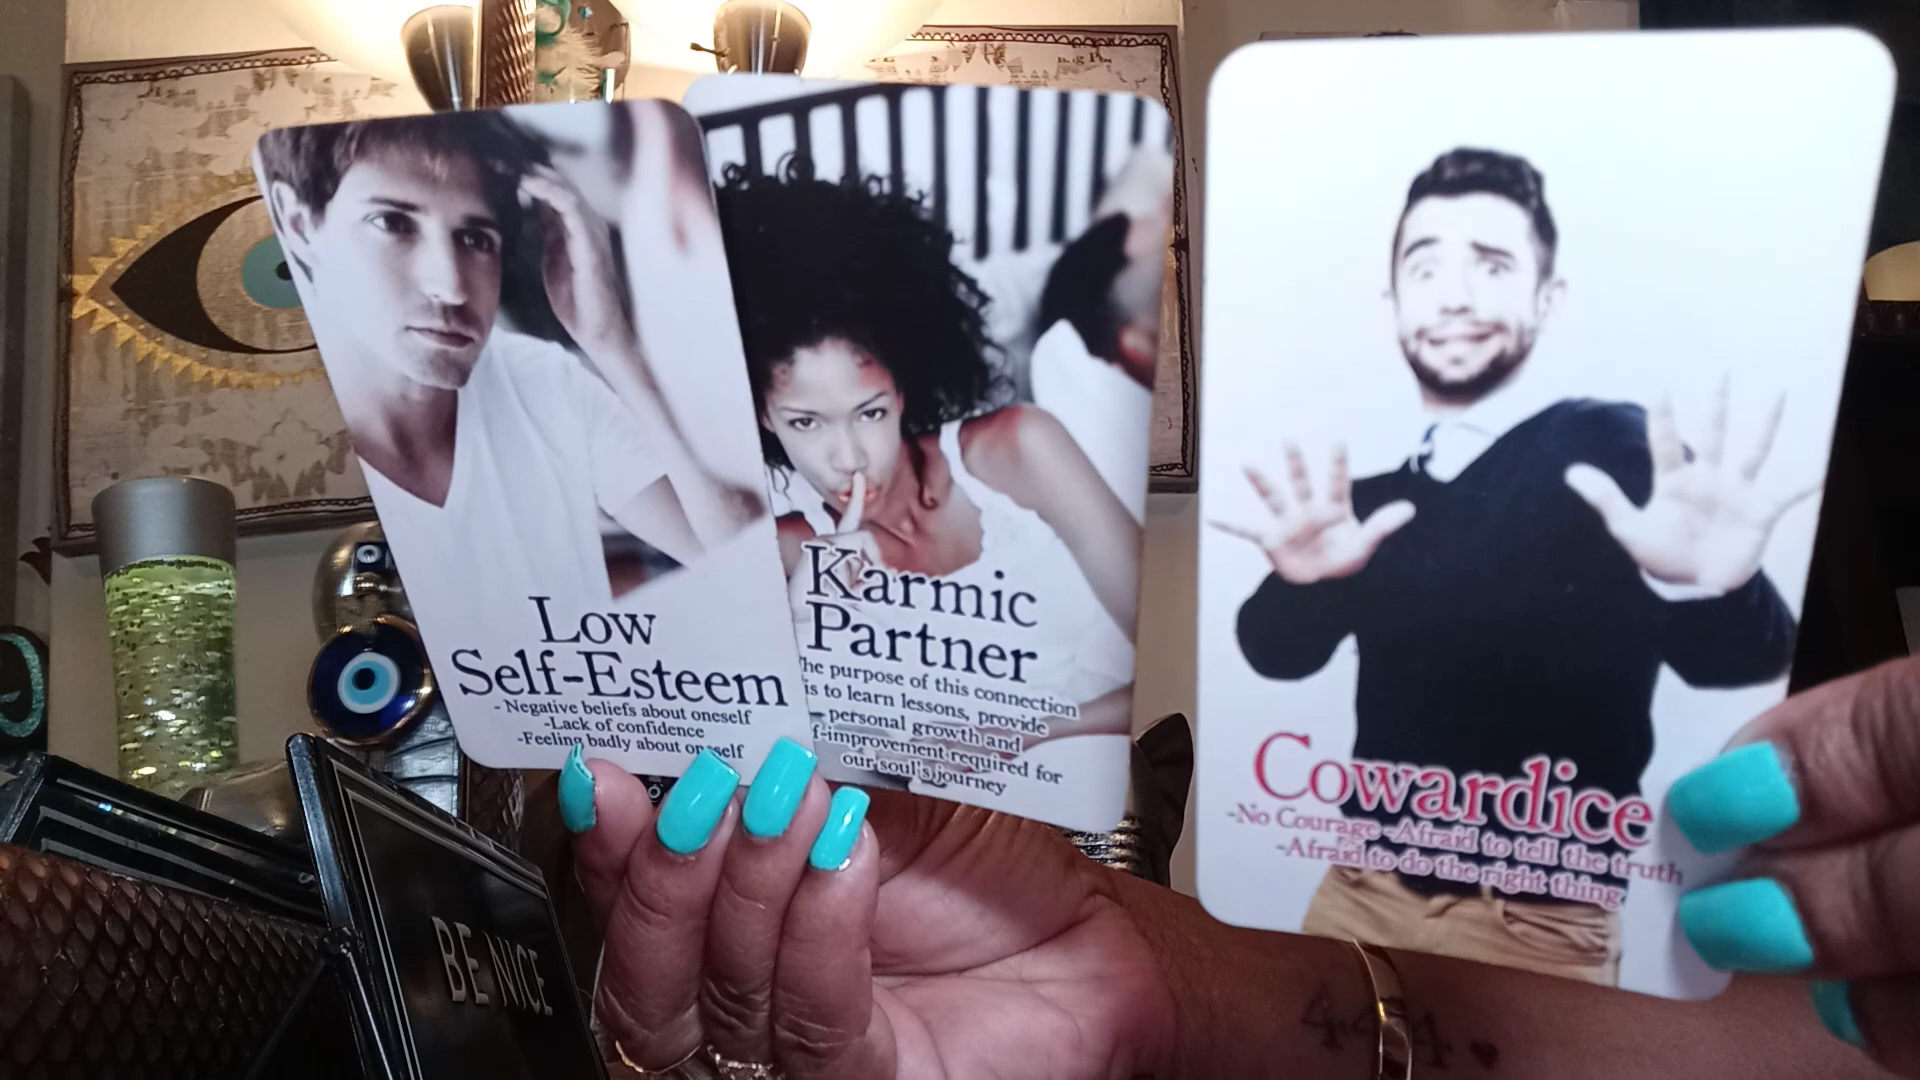 Low
Self-Esteem
- Negative beliefs about oneself
-Lack of confidence
-Feeling badly about oneself
Karmic
Partner
he purpose of this connection
is to learn lessons, provide
personal growth and
f-improvement required for
our soul's journey
Cowardice
-No Courage -Afraid to tell the truth
-Afraid to do the right thing
BE NICE